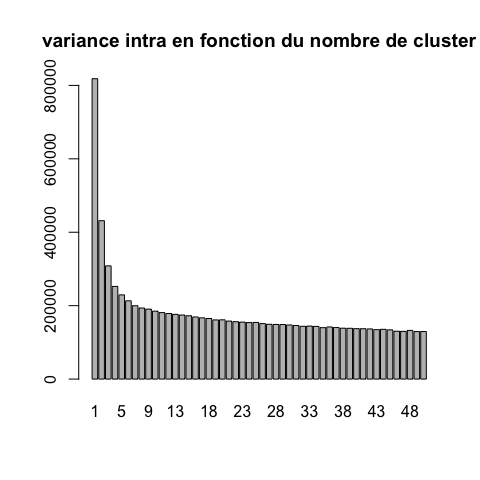 variance intra en fonction du nombre de cluster
800000
600000
400000
200000
0
1 5 9 13 18 23 28 33 38 43 48